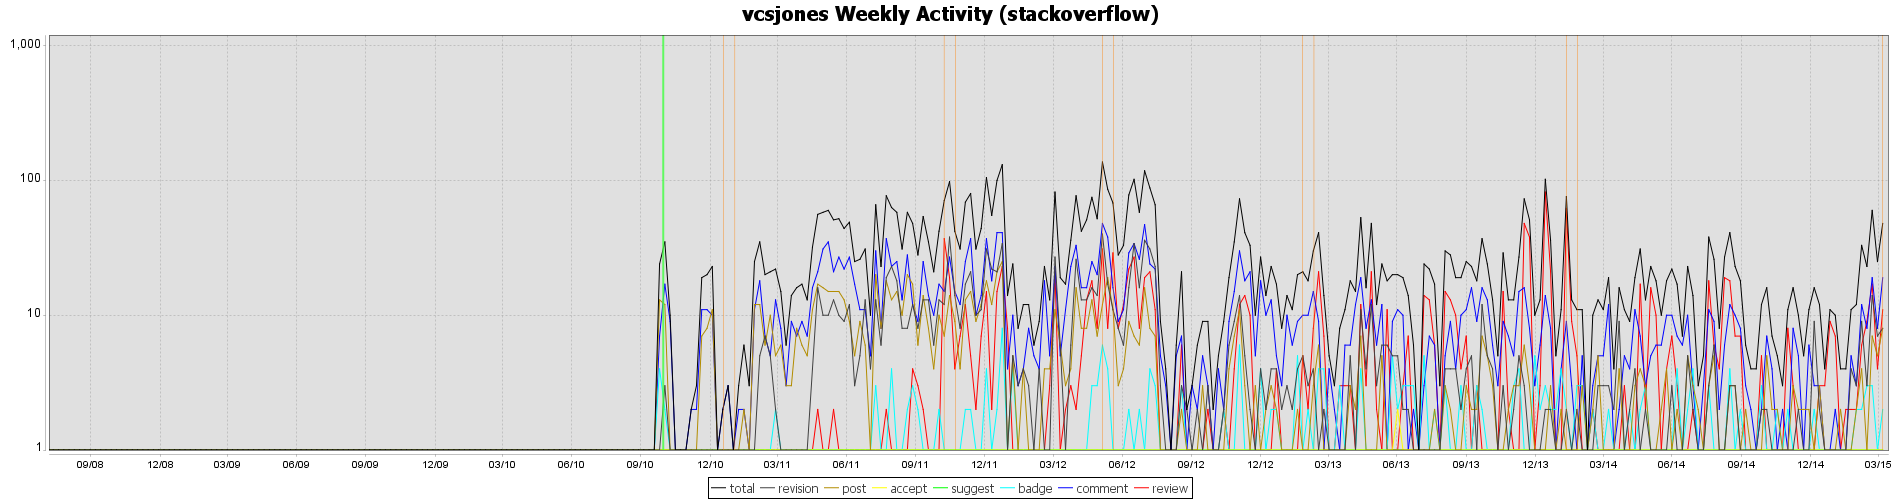 vcsjones Weekly Activity (stackoverflow)
1,000
100
10
1
09/08 12/08 03/09 06/09 09/09 12/09 03/10 06/10 09/10 12/10 03/11 06/11 09/11 12/11 03/12 06/12 09/12 12/12 03/13 06/13 09/13 12/13 03/14 06/14 09/14 12/14 03/15
total revision post accept suggest badge comment review